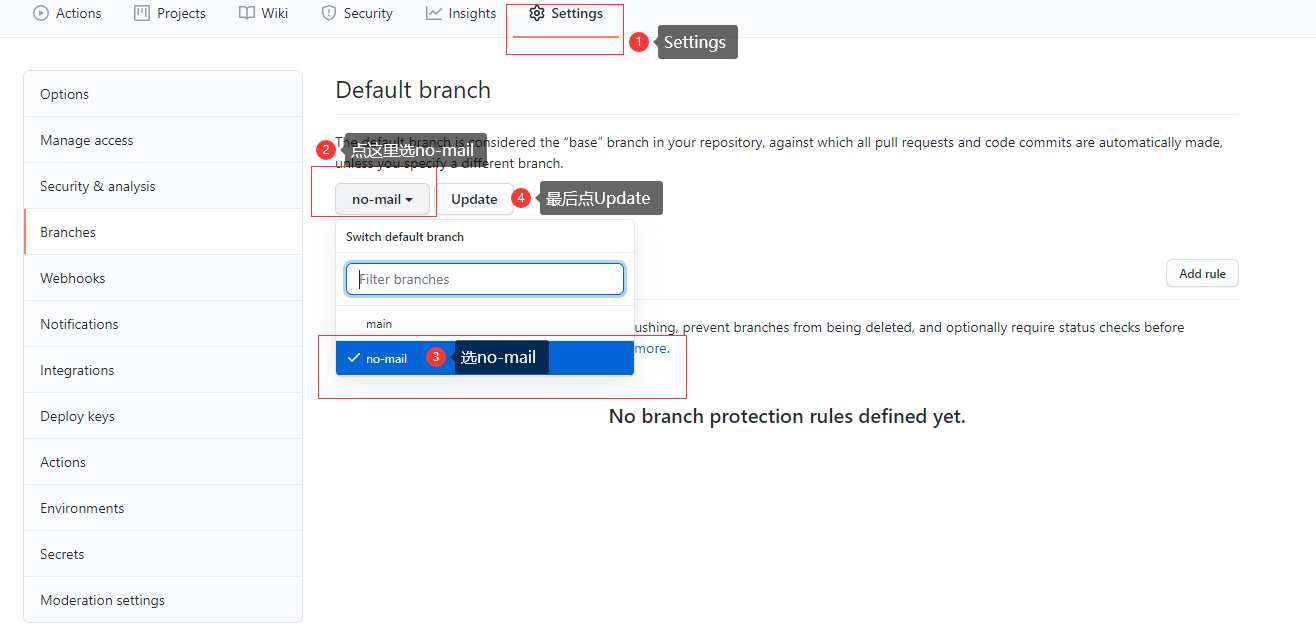 Actions Projects Wiki Security Insights Settings
1 Settings
Options
Manage access
Security & analysis
Branches
Webhooks
Notifications
Integrations
Deploy keys
Actions
Environments
Secrets
Moderation settings
Default branch
The default branch is considered the “base” branch in your repository, against which all pull requests and code commits are automatically made,
unless you specify a different branch.
2 点这里选no-mail
no-mail Update 4 最后点Update
Switch default branch
Filter branches
main
no-mail 3 选no-mail
Add rule
ushing, prevent branches from being deleted, and optionally require status checks before
more.
No branch protection rules defined yet.